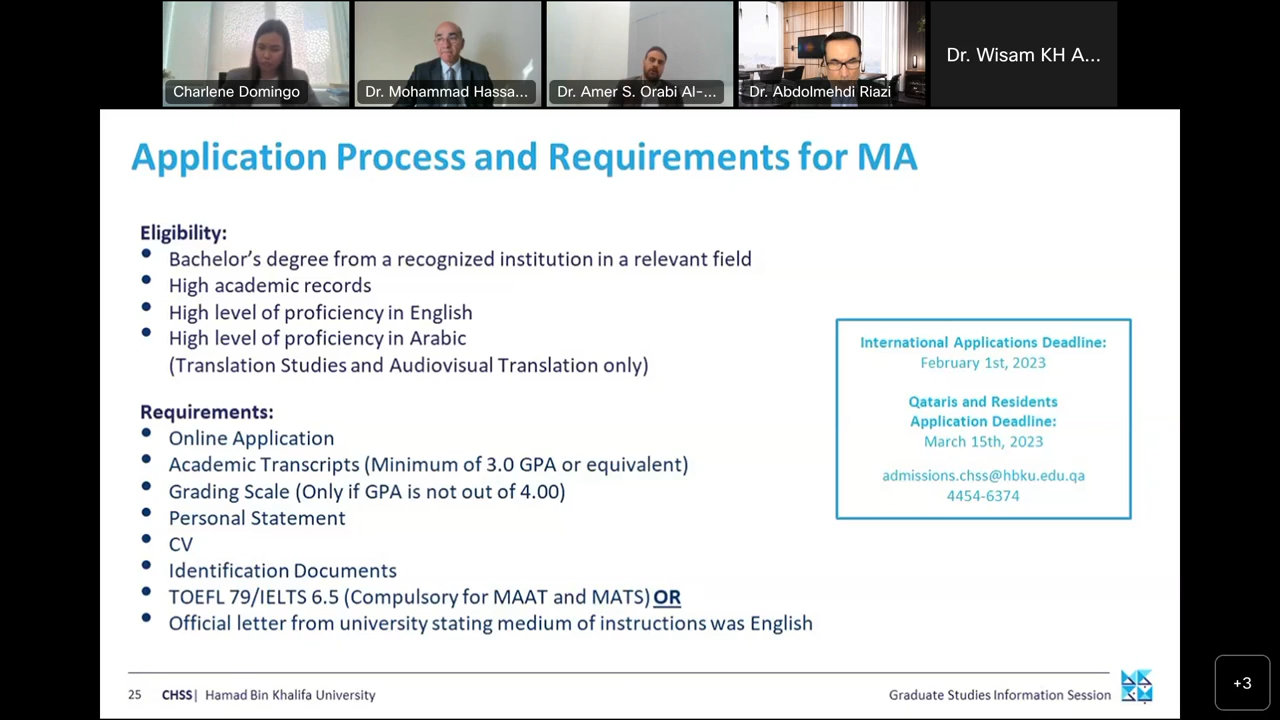 Charlene Domingo
Dr. Mohammad Hassa...
Dr. Amer S. Orabi Al-...
Dr. Abdolmehdi Riazi
Dr. Wisam KH A...
Application Process and Requirements for MA
Eligibility:
• Bachelor's degree from a recognized institution in a relevant field
• High academic records
• High level of proficiency in English
• High level of proficiency in Arabic
(Translation Studies and Audiovisual Translation only)
Requirements:
• Online Application
• Academic Transcripts (Minimum of 3.0 GPA or equivalent)
• Grading Scale (Only if GPA is not out of 4.00)
• Personal Statement
• CV
• Identification Documents
• TOEFL 79/IELTS 6.5 (Compulsory for MAAT and MATS) OR
• Official letter from university stating medium of instructions was English
International Applications Deadline:
February 1st, 2023
Qataris and Residents
Application Deadline:
March 15th, 2023
admissions.chss@hbku.edu.qa
4454-6374
25 CHSS| Hamad Bin Khalifa University
Graduate Studies Information Session
+3